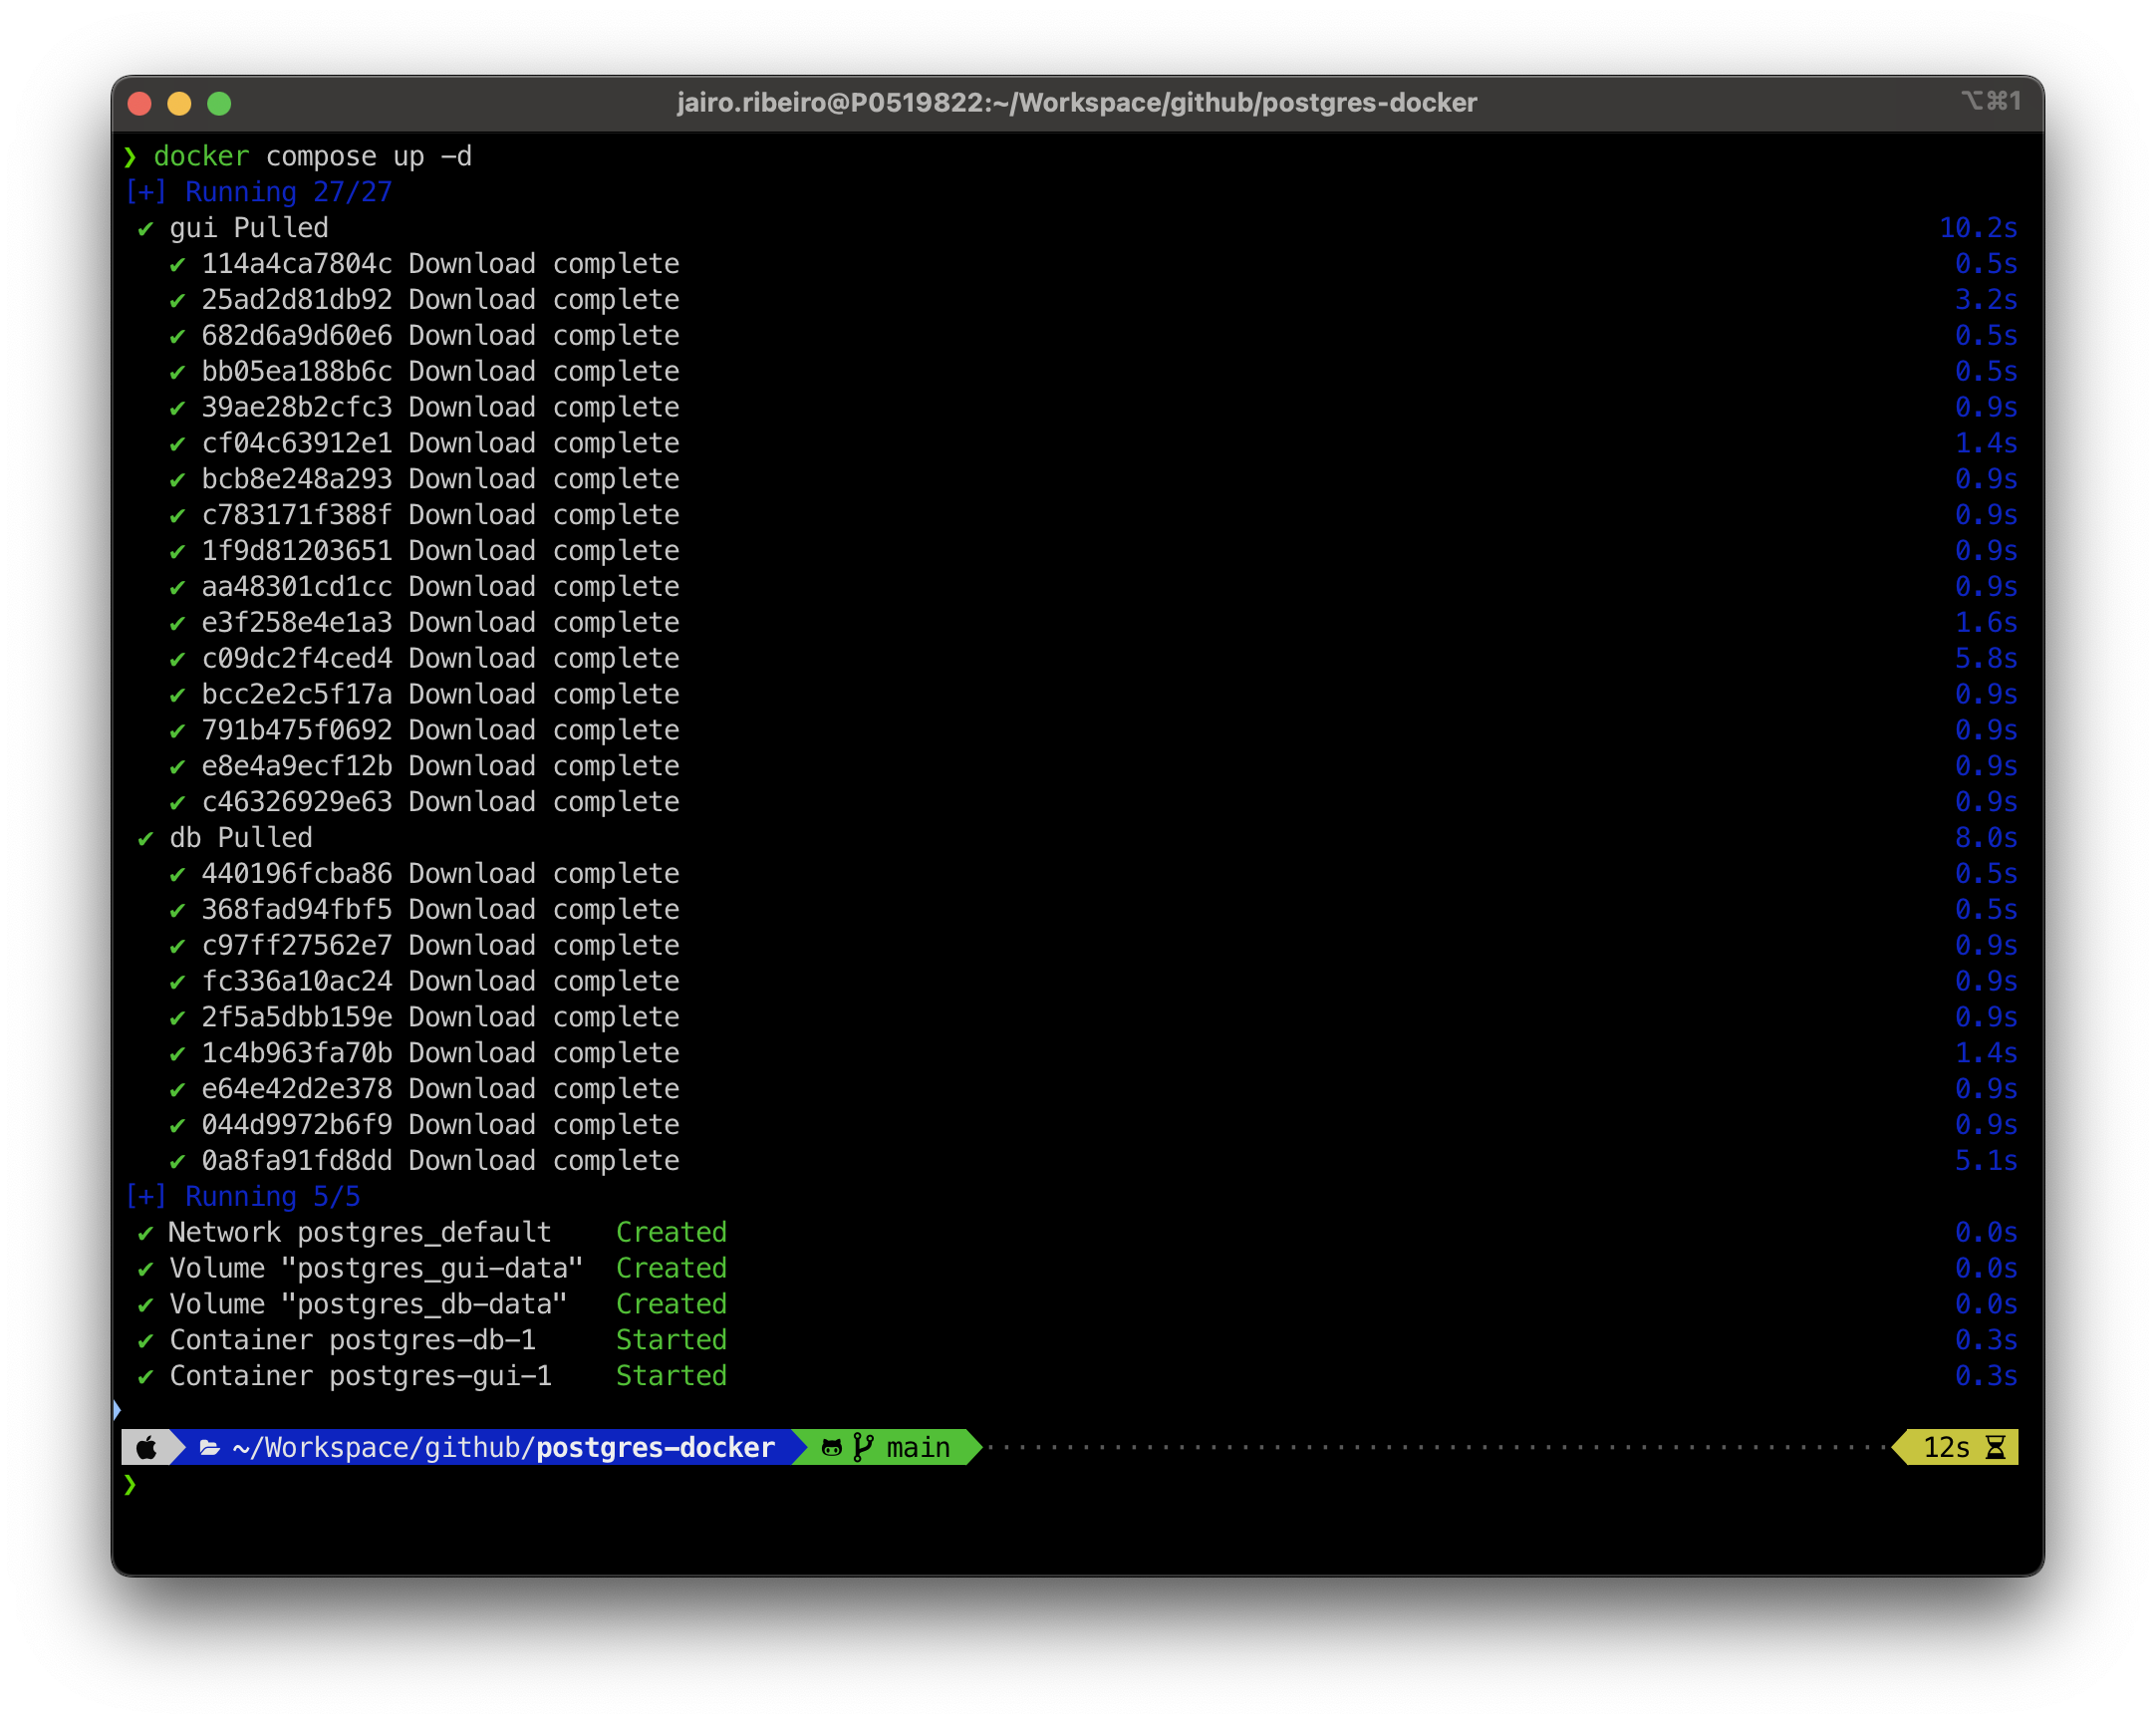 jairo.ribeiro@P0519822:~/Workspace/github/postgres-docker ⌥⌘1
❯ docker compose up -d
[+] Running 27/27
✔ gui Pulled 10.2s
✔ 114a4ca7804c Download complete 0.5s
✔ 25ad2d81db92 Download complete 3.2s
✔ 682d6a9d60e6 Download complete 0.5s
✔ bb05ea188b6c Download complete 0.5s
✔ 39ae28b2cfc3 Download complete 0.9s
✔ cf04c63912e1 Download complete 1.4s
✔ bcb8e248a293 Download complete 0.9s
✔ c783171f388f Download complete 0.9s
✔ 1f9d81203651 Download complete 0.9s
✔ aa48301cd1cc Download complete 0.9s
✔ e3f258e4e1a3 Download complete 1.6s
✔ c09dc2f4ced4 Download complete 5.8s
✔ bcc2e2c5f17a Download complete 0.9s
✔ 791b475f0692 Download complete 0.9s
✔ e8e4a9ecf12b Download complete 0.9s
✔ c46326929e63 Download complete 0.9s
✔ db Pulled 8.0s
✔ 440196fcba86 Download complete 0.5s
✔ 368fad94fbf5 Download complete 0.5s
✔ c97ff27562e7 Download complete 0.9s
✔ fc336a10ac24 Download complete 0.9s
✔ 2f5a5dbb159e Download complete 0.9s
✔ 1c4b963fa70b Download complete 1.4s
✔ e64e42d2e378 Download complete 0.9s
✔ 044d9972b6f9 Download complete 0.9s
✔ 0a8fa91fd8dd Download complete 5.1s
[+] Running 5/5
✔ Network postgres_default Created 0.0s
✔ Volume "postgres_gui-data" Created 0.0s
✔ Volume "postgres_db-data" Created 0.0s
✔ Container postgres-db-1 Started 0.3s
✔ Container postgres-gui-1 Started 0.3s
~/Workspace/github/postgres-docker main 12s
❯